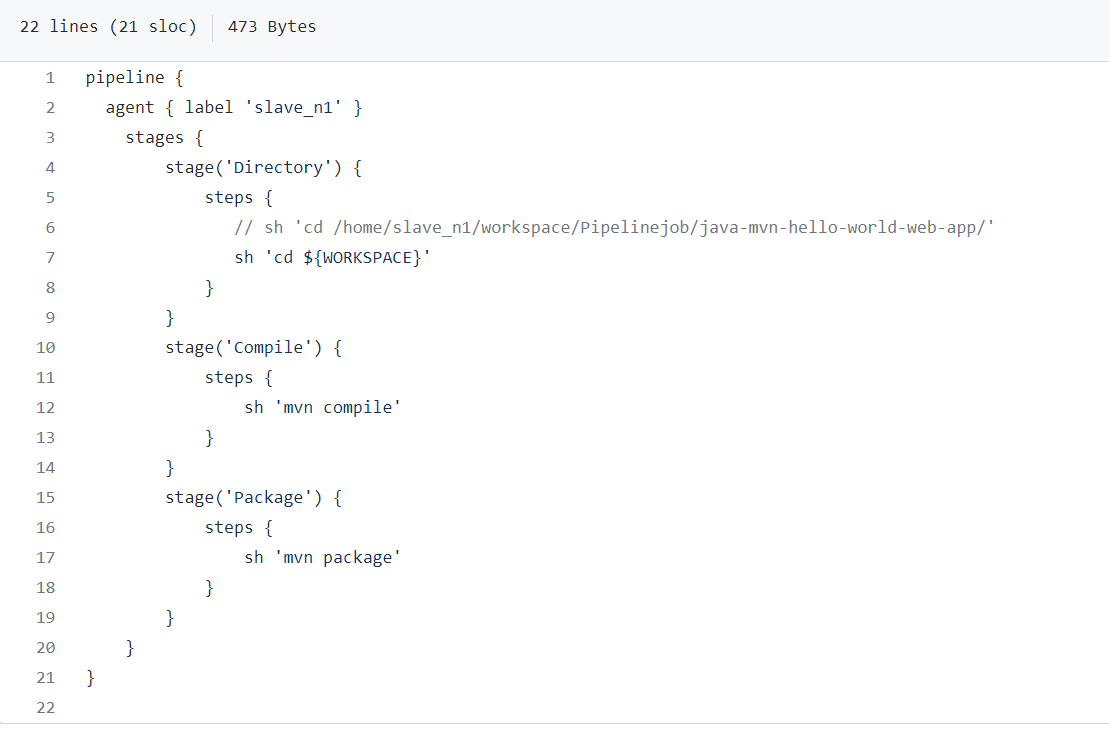 22 lines (21 sloc) 473 Bytes
1 pipeline {
2   agent { label 'slave_n1' }
3     stages {
4         stage('Directory') {
5             steps {
6                // sh 'cd /home/slave_n1/workspace/Pipelinejob/java-mvn-hello-world-web-app/'
7                sh 'cd ${WORKSPACE}'
8             }
9         }
10         stage('Compile') {
11             steps {
12                 sh 'mvn compile'
13             }
14         }
15         stage('Package') {
16             steps {
17                 sh 'mvn package'
18             }
19         }
20     }
21 }
22